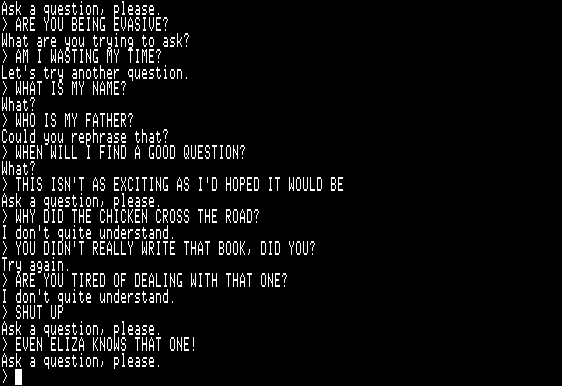 Ask a question, please.
> ARE YOU BEING EVASIVE?
What are you trying to ask?
> AM I WASTING MY TIME?
Let's try another question.
> WHAT IS MY NAME?
What?
> WHO IS MY FATHER?
Could you rephrase that?
> WHEN WILL I FIND A GOOD QUESTION?
What?
> THIS ISN'T AS EXCITING AS I'D HOPED IT WOULD BE
Ask a question, please.
> WHY DID THE CHICKEN CROSS THE ROAD?
I don't quite understand.
> YOU DIDN'T REALLY WRITE THAT BOOK, DID YOU?
Try again.
> ARE YOU TIRED OF DEALING WITH THAT ONE?
I don't quite understand.
> SHUT UP
Ask a question, please.
> EVEN ELIZA KNOWS THAT ONE!
Ask a question, please.
>